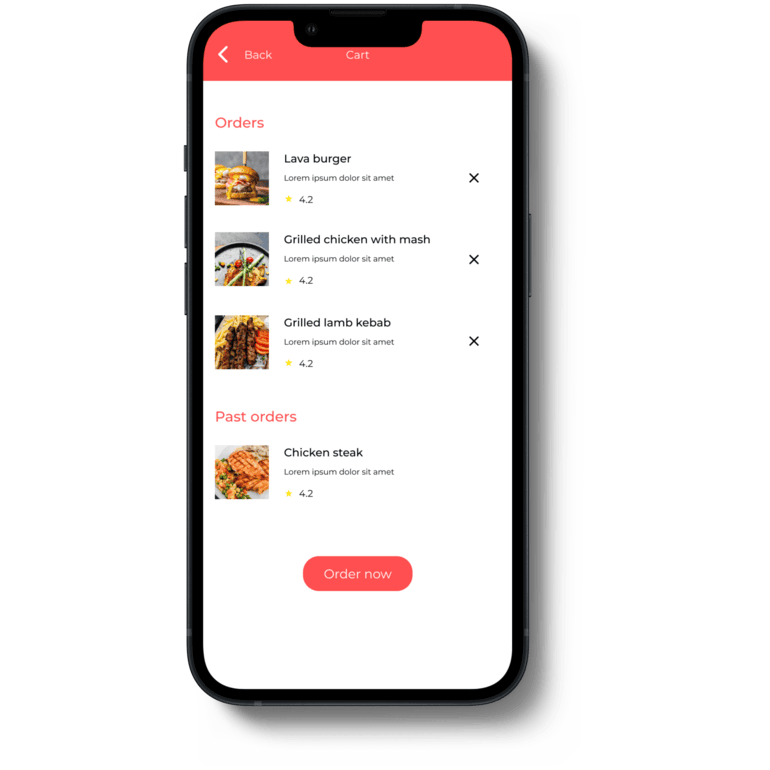 Back Cart
Orders
Lava burger
Lorem ipsum dolor sit amet
4.2
Grilled chicken with mash
Lorem ipsum dolor sit amet
4.2
Grilled lamb kebab
Lorem ipsum dolor sit amet
4.2
Past orders
Chicken steak
Lorem ipsum dolor sit amet
4.2
Order now